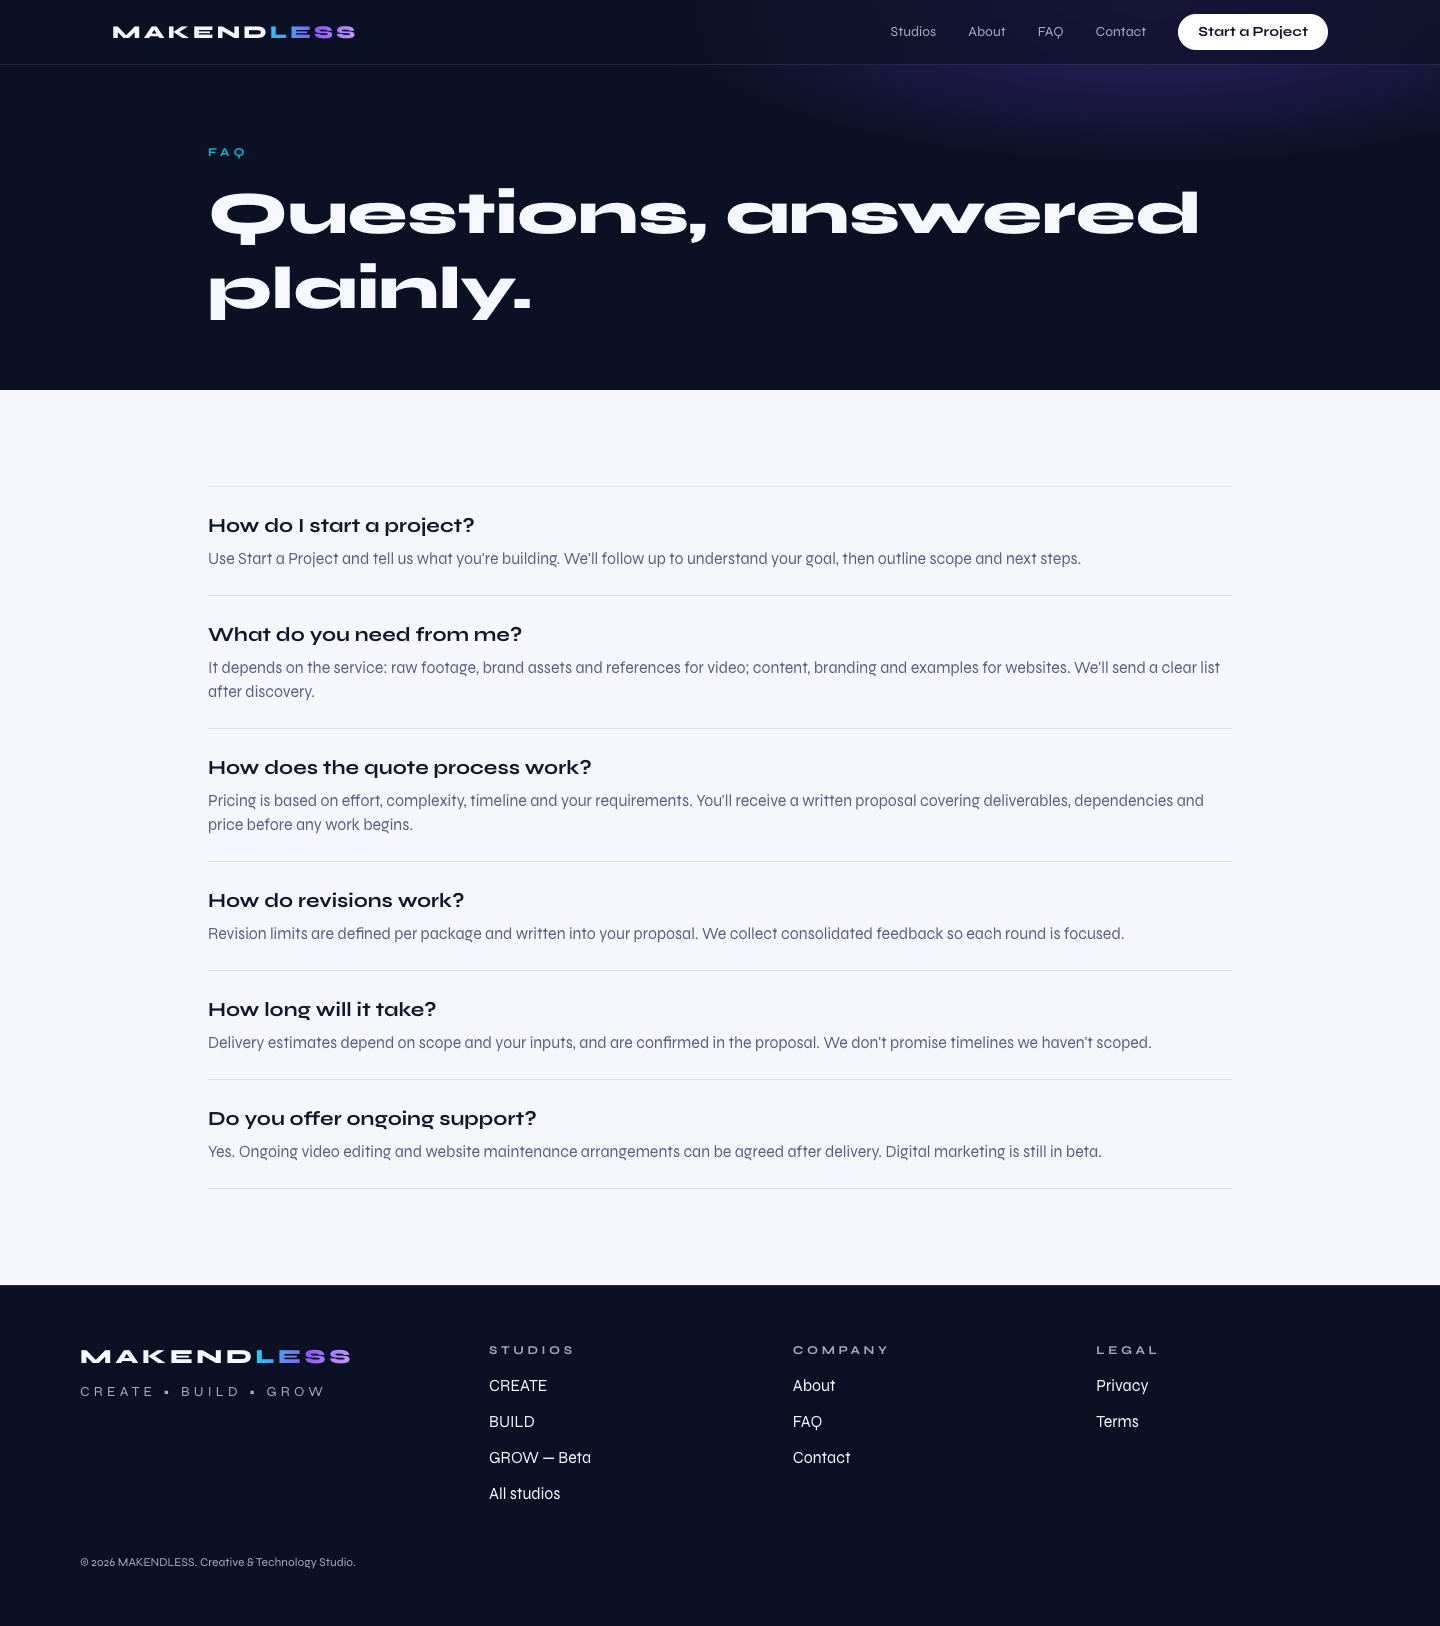 MAKENDLESS
Studios
About
FAQ
Contact
Start a Project
FAQ
Questions, answered
plainly.
How do I start a project?
Use Start a Project and tell us what you're building. We'll follow up to understand your goal, then outline scope and next steps.
What do you need from me?
It depends on the service: raw footage, brand assets and references for video; content, branding and examples for websites. We'll send a clear list
after discovery.
How does the quote process work?
Pricing is based on effort, complexity, timeline and your requirements. You'll receive a written proposal covering deliverables, dependencies and
price before any work begins.
How do revisions work?
Revision limits are defined per package and written into your proposal. We collect consolidated feedback so each round is focused.
How long will it take?
Delivery estimates depend on scope and your inputs, and are confirmed in the proposal. We don't promise timelines we haven't scoped.
Do you offer ongoing support?
Yes. Ongoing video editing and website maintenance arrangements can be agreed after delivery. Digital marketing is still in beta.
MAKENDLESS
CREATE ▪ BUILD ▪ GROW
STUDIOS
CREATE
BUILD
GROW — Beta
All studios
COMPANY
About
FAQ
Contact
LEGAL
Privacy
Terms
© 2026 MAKENDLESS. Creative & Technology Studio.